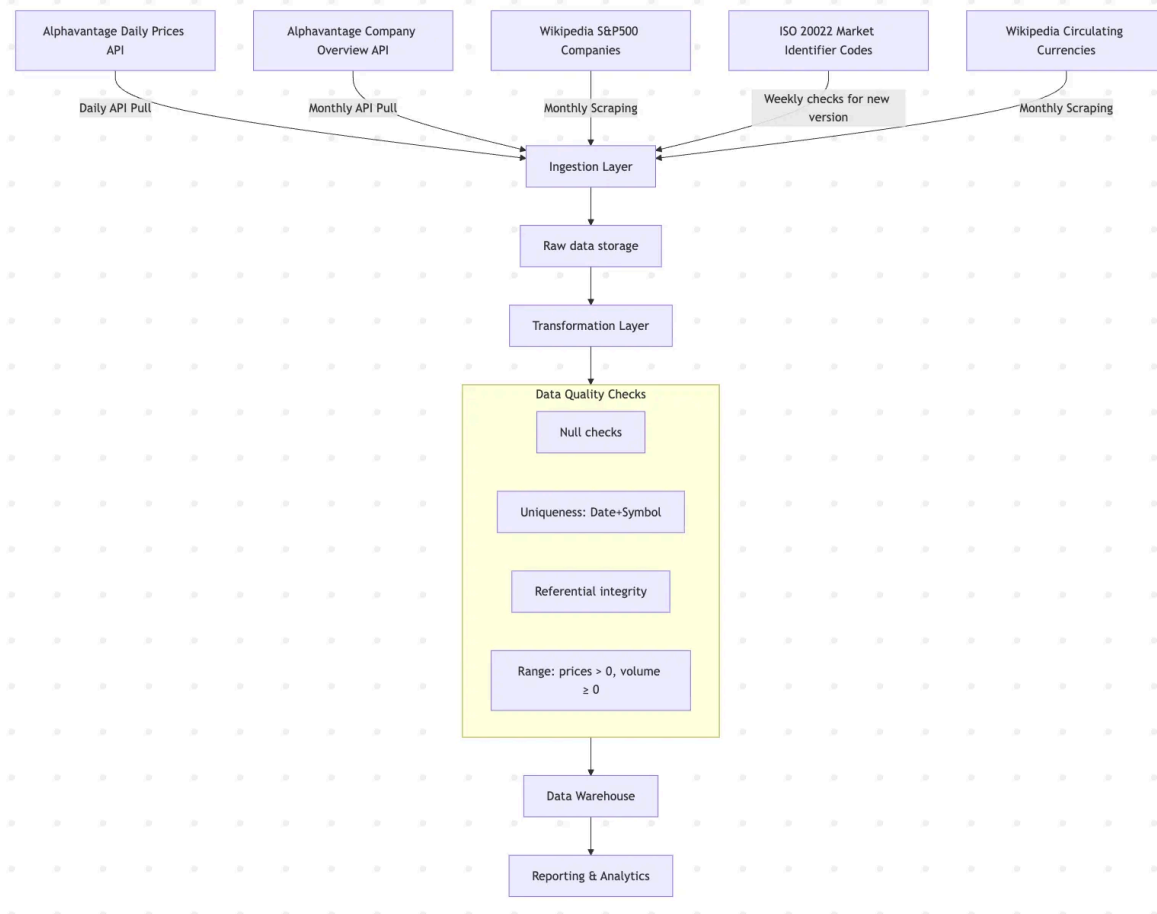 Alphavantage Daily Prices
API
Alphavantage Company
Overview API
Wikipedia S&P500
Companies
ISO 20022 Market
Identifier Codes
Wikipedia Circulating
Currencies
Daily API Pull
Monthly API Pull
Monthly Scraping
Weekly checks for new
version
Monthly Scraping
Ingestion Layer
Raw data storage
Transformation Layer
Data Quality Checks
Null checks
Uniqueness: Date+Symbol
Referential integrity
Range: prices > 0, volume
≥ 0
Data Warehouse
Reporting & Analytics